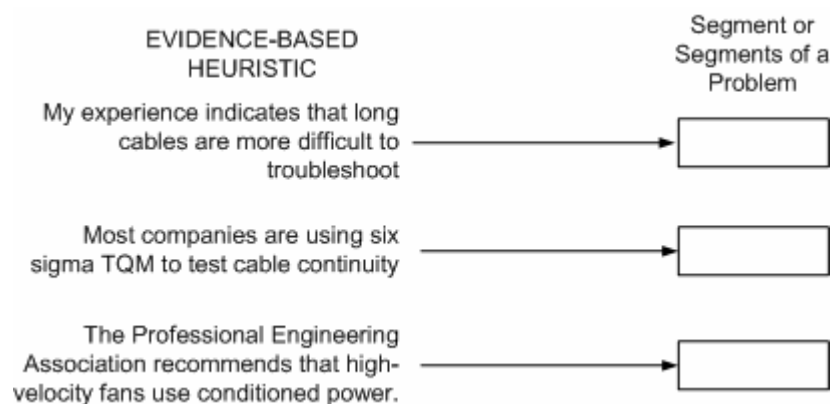 EVIDENCE-BASED
HEURISTIC
Segment or
Segments of a
Problem
My experience indicates that long
cables are more difficult to
troubleshoot
Most companies are using six
sigma TQM to test cable continuity
The Professional Engineering
Association recommends that high-
velocity fans use conditioned power.